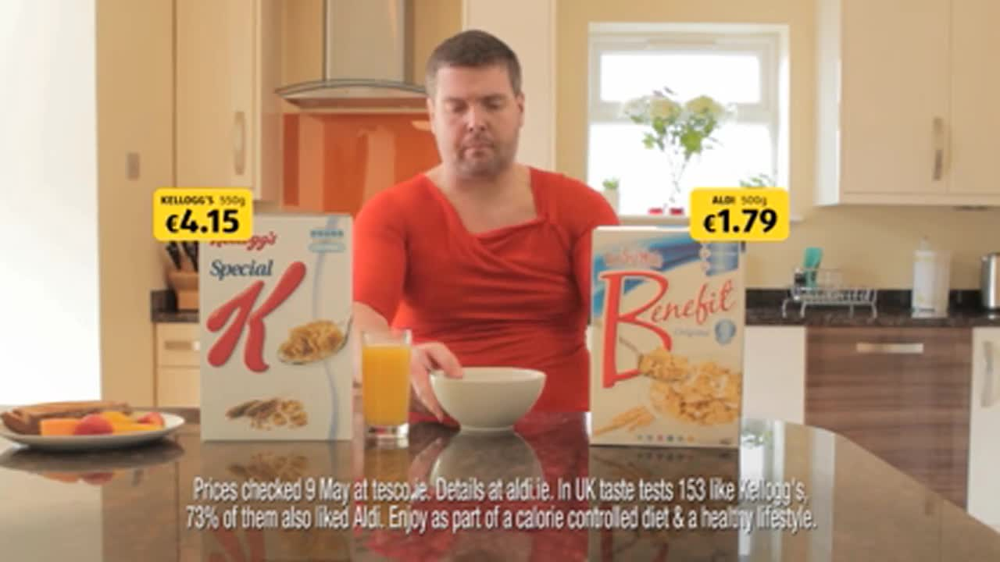 KELLOGG'S 550g
€4.15
ALDI 500g
€1.79
Kellogg's
Special
K
Benefit
Original
Prices checked 9 May at tesco.ie. Details at aldi.ie. In UK taste tests 153 like Kellogg's,
73% of them also liked Aldi. Enjoy as part of a calorie controlled diet & a healthy lifestyle.